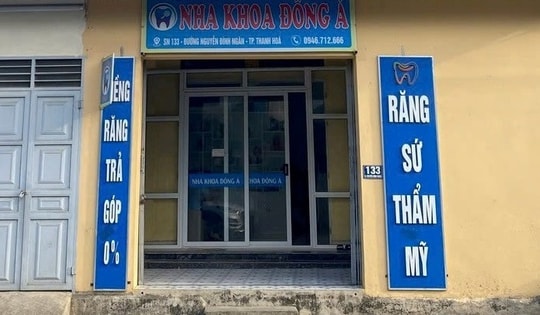 NHA KHOA ĐÔNG Á
SN 133 - ĐƯỜNG NGUYỄN ĐÌNH NGÂN - TP. THANH HOÁ
0946.712.666
RĂNG
TRẢ
GÓP
0%
NHA KHOA ĐÔNG Á
NHA KHOA ĐÔNG Á
133
RĂNG
SỨ
THẨM
MỸ